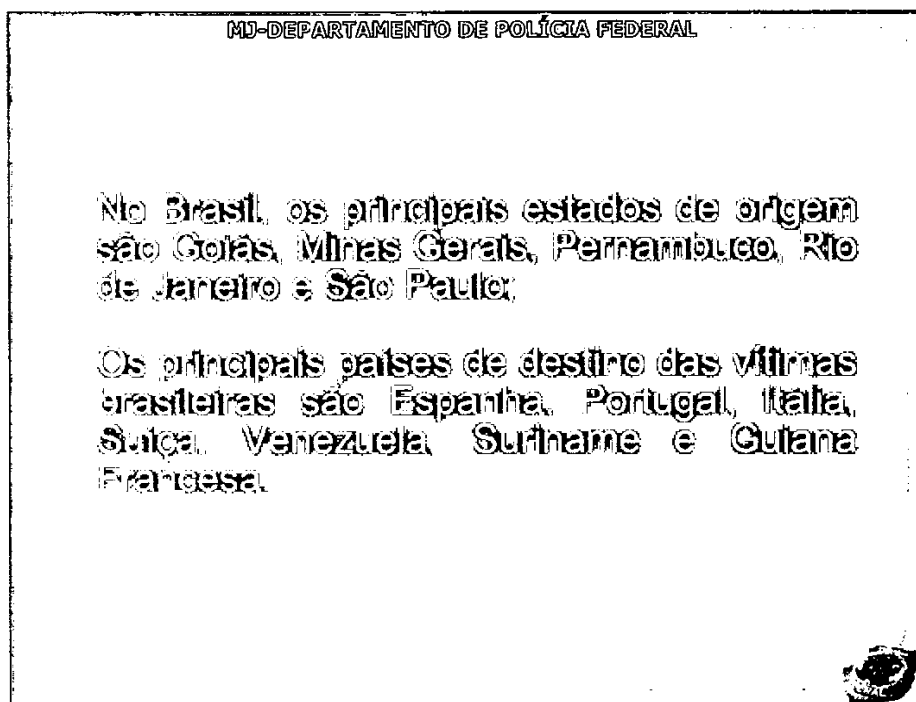 MJ-DEPARTAMENTO DE POLÍCIA FEDERAL
No Brasil, os principais estados de origem
são Goiás, Minas Gerais, Pernambuco, Rio
de Janeiro e São Paulo;
Os principais países de destino das vítimas
brasileiras são Espanha, Portugal, Itália,
Suíça, Venezuela, Suriname e Guiana
Francesa.